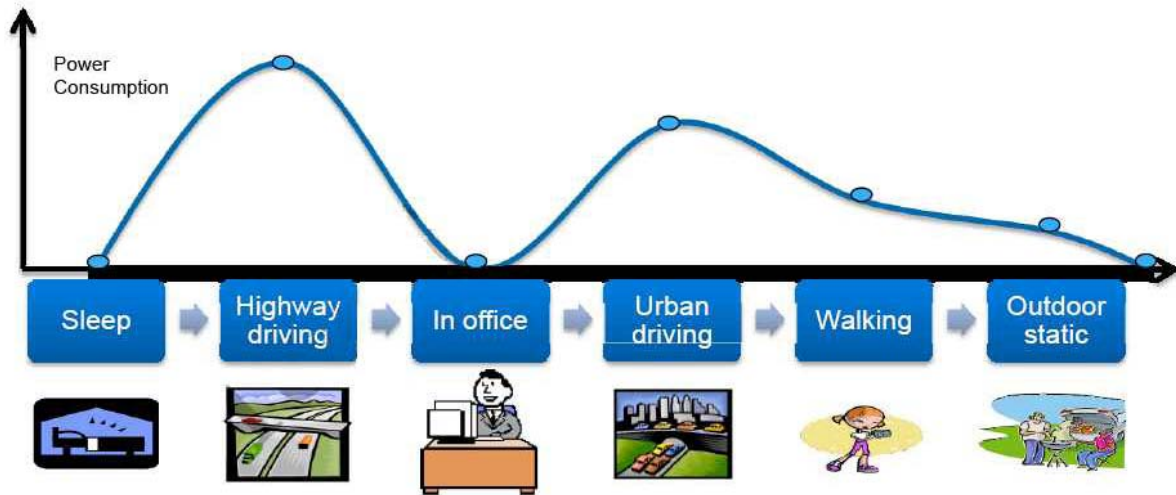 Power
Consumption
Sleep
Highway
driving
In office
Urban
driving
Walking
Outdoor
static